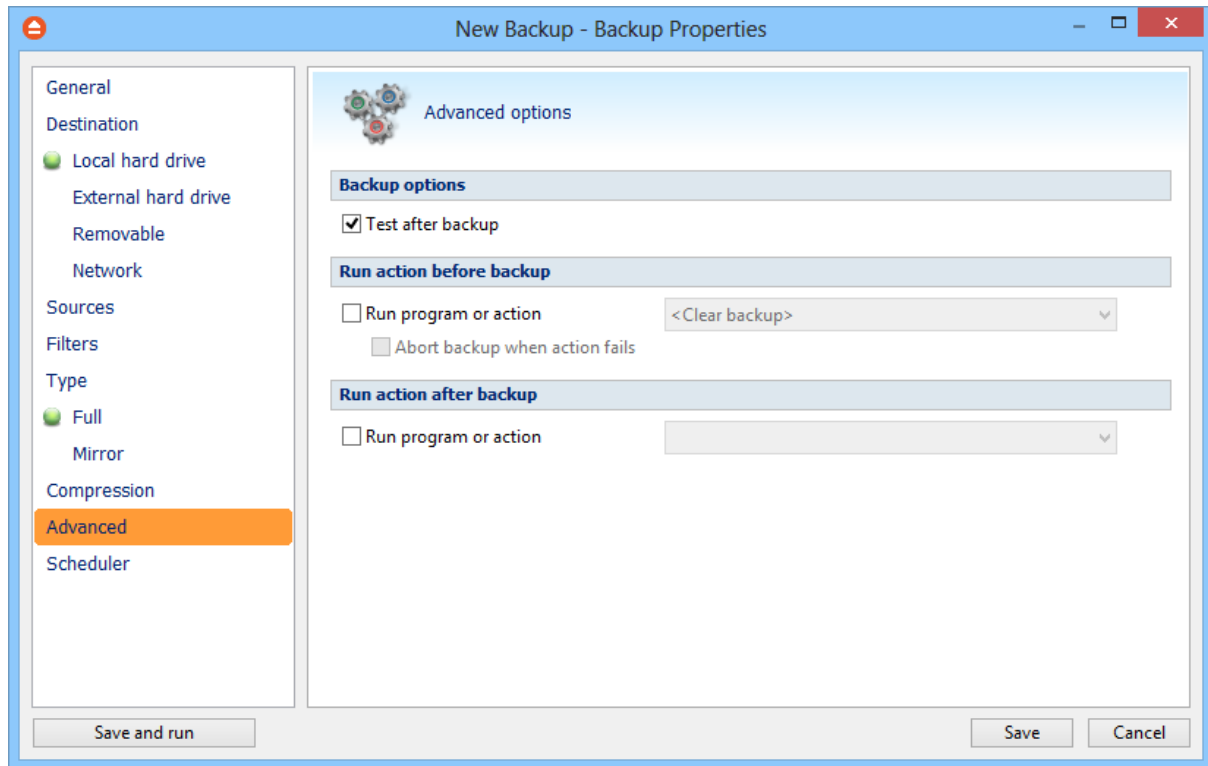 New Backup - Backup Properties
General
Destination
Local hard drive
External hard drive
Removable
Network
Sources
Filters
Type
Full
Mirror
Compression
Advanced
Scheduler
Advanced options
Backup options
Test after backup
Run action before backup
Run program or action
<Clear backup>
Abort backup when action fails
Run action after backup
Run program or action
Save and run
Save
Cancel